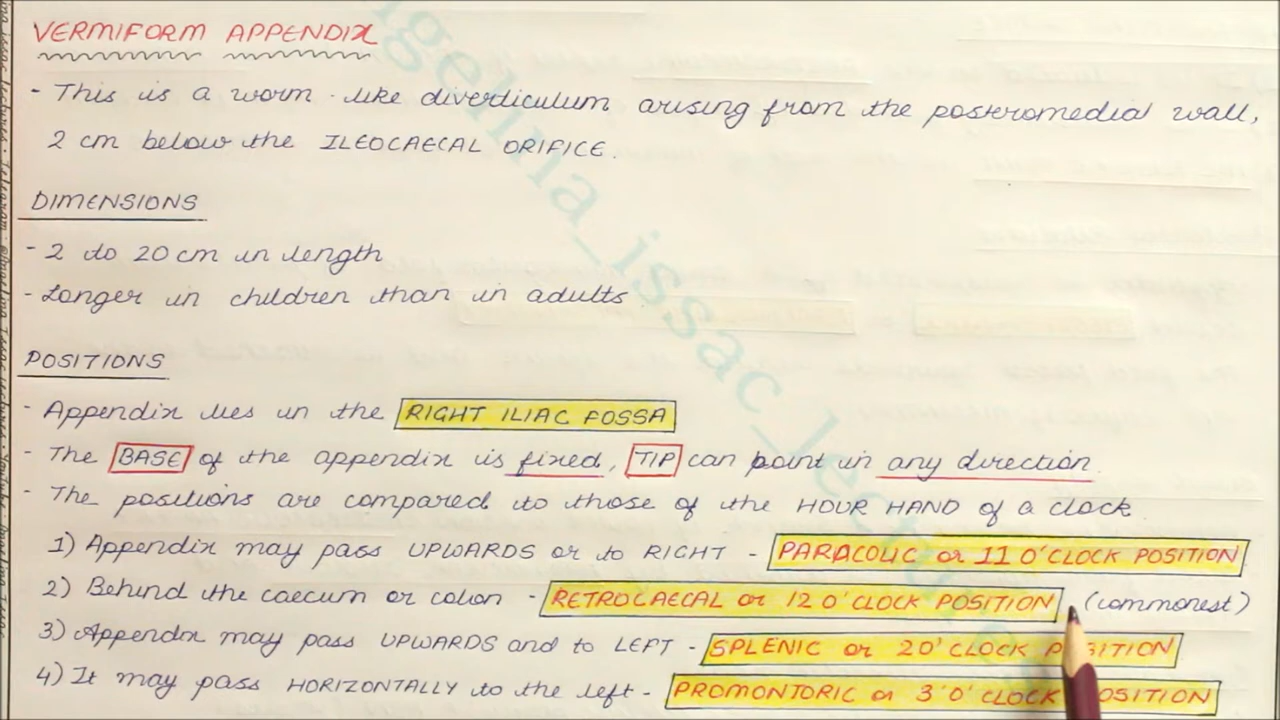 VERMIFORM APPENDIX
- This is a worm-like diverticulum arising from the posteromedial wall,
2 cm below the ILEOCAECAL ORIFICE.
DIMENSIONS
- 2 to 20 cm in length
- Longer in children than in adults
POSITIONS
- Appendix lies in the RIGHT ILIAC FOSSA
- The BASE of the appendix is fixed, TIP can point in any direction.
- The positions are compared to those of the HOUR HAND of a clock
1) Appendix may pass UPWARDS or to RIGHT - PARACOLIC or 11 O'CLOCK POSITION
2) Behind the caecum or colon - RETROCAECAL or 12 O'CLOCK POSITION (commonest)
3) Appendix may pass UPWARDS and to LEFT - SPLENIC or 2 O'CLOCK POSITION
4) It may pass HORIZONTALLY to the left - PROMONTORIC or 3 O'CLOCK POSITION